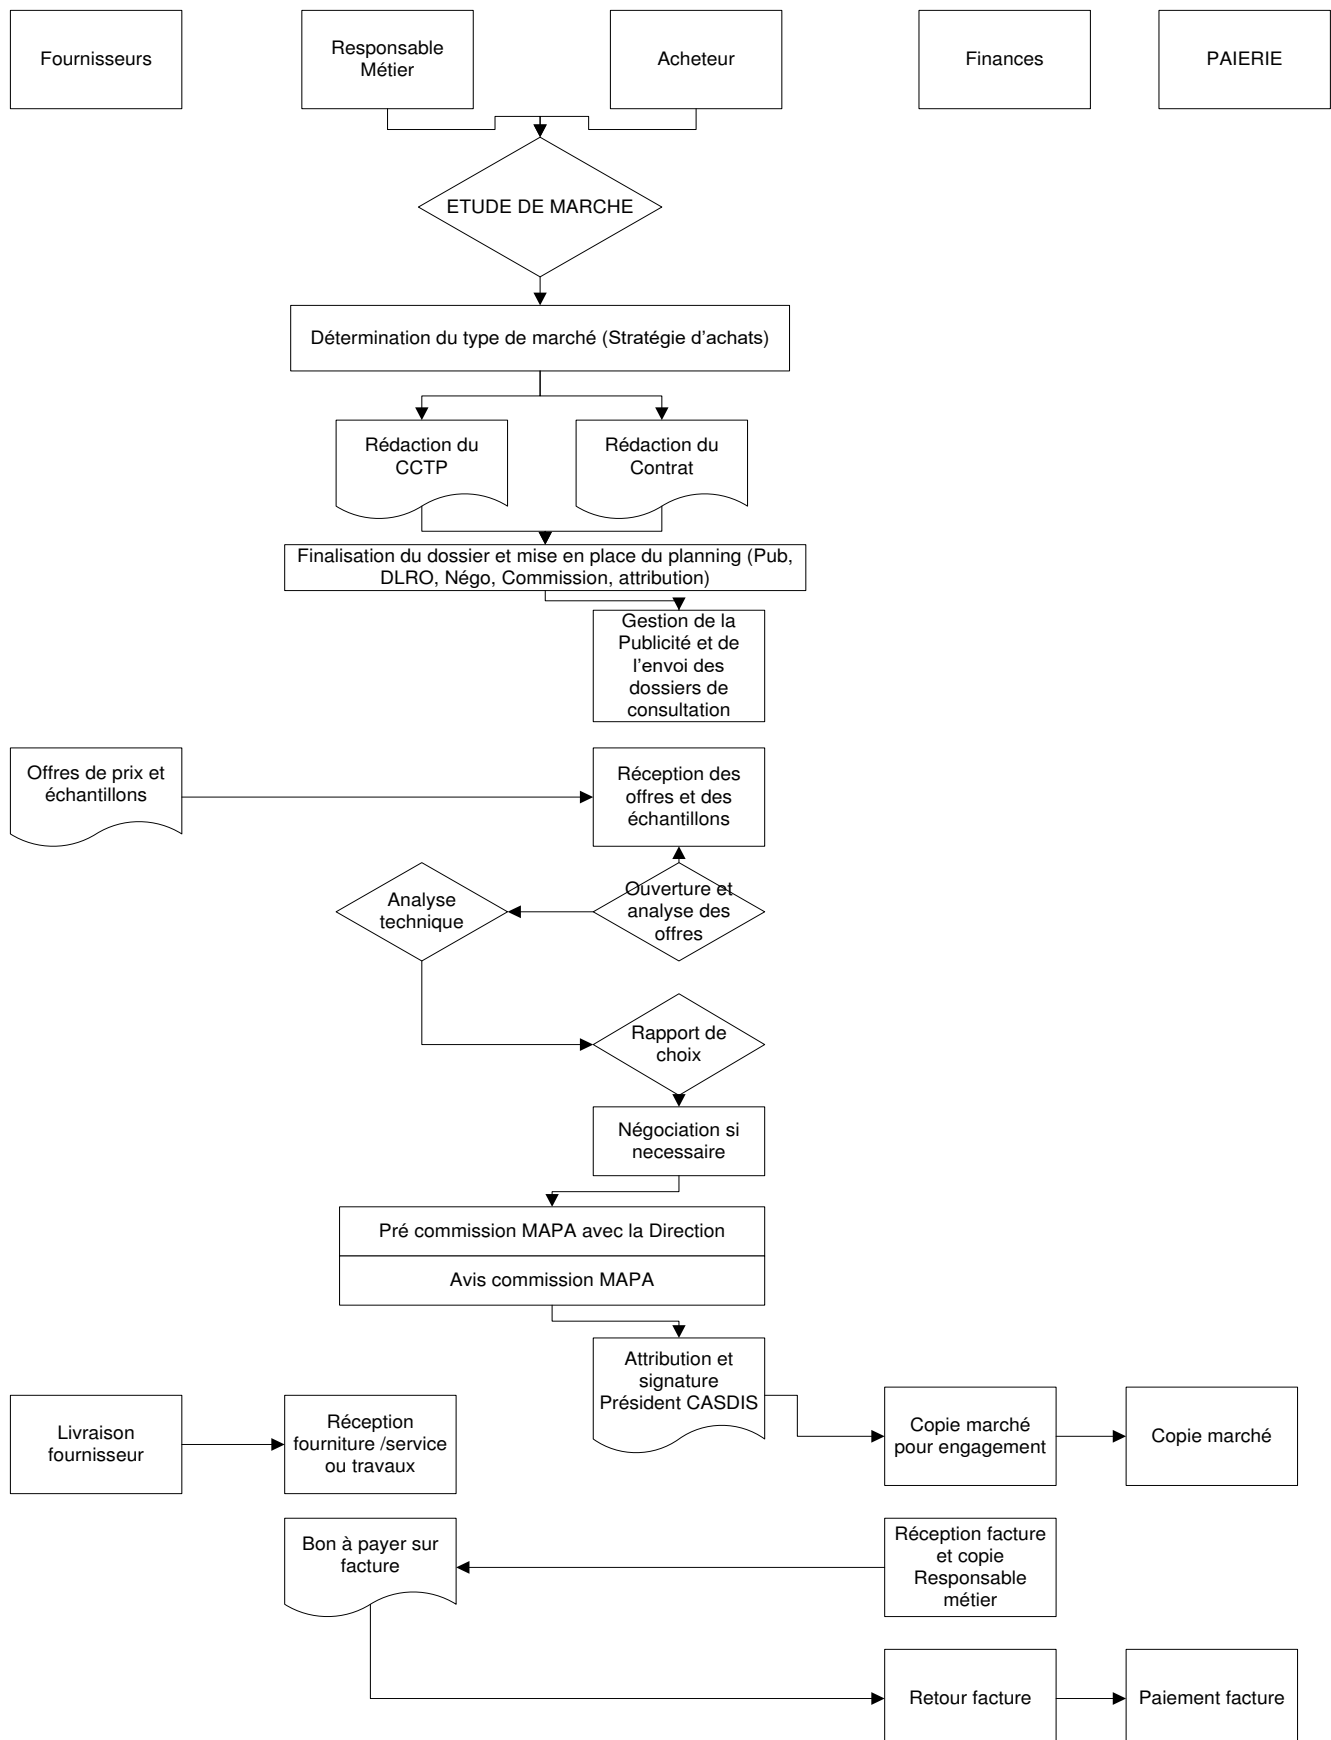 Fournisseurs
Responsable
Métier
Acheteur
Finances
PAIERIE
ETUDE DE MARCHE
Détermination du type de marché (Stratégie d'achats)
Rédaction du
CCTP
Rédaction du
Contrat
Finalisation du dossier et mise en place du planning (Pub,
DLRO, Négo, Commission, attribution)
Gestion de la
Publicité et de
l'envoi des
dossiers de
consultation
Offres de prix et
échantillons
Réception des
offres et des
échantillons
Analyse
technique
Ouverture et
analyse des
offres
Rapport de
choix
Négociation si
necessaire
Pré commission MAPA avec la Direction
Avis commission MAPA
Attribution et
signature
Président CASDIS
Livraison
fournisseur
Réception
fourniture /service
ou travaux
Copie marché
pour engagement
Copie marché
Bon à payer sur
facture
Réception facture
et copie
Responsable
métier
Retour facture
Paiement facture